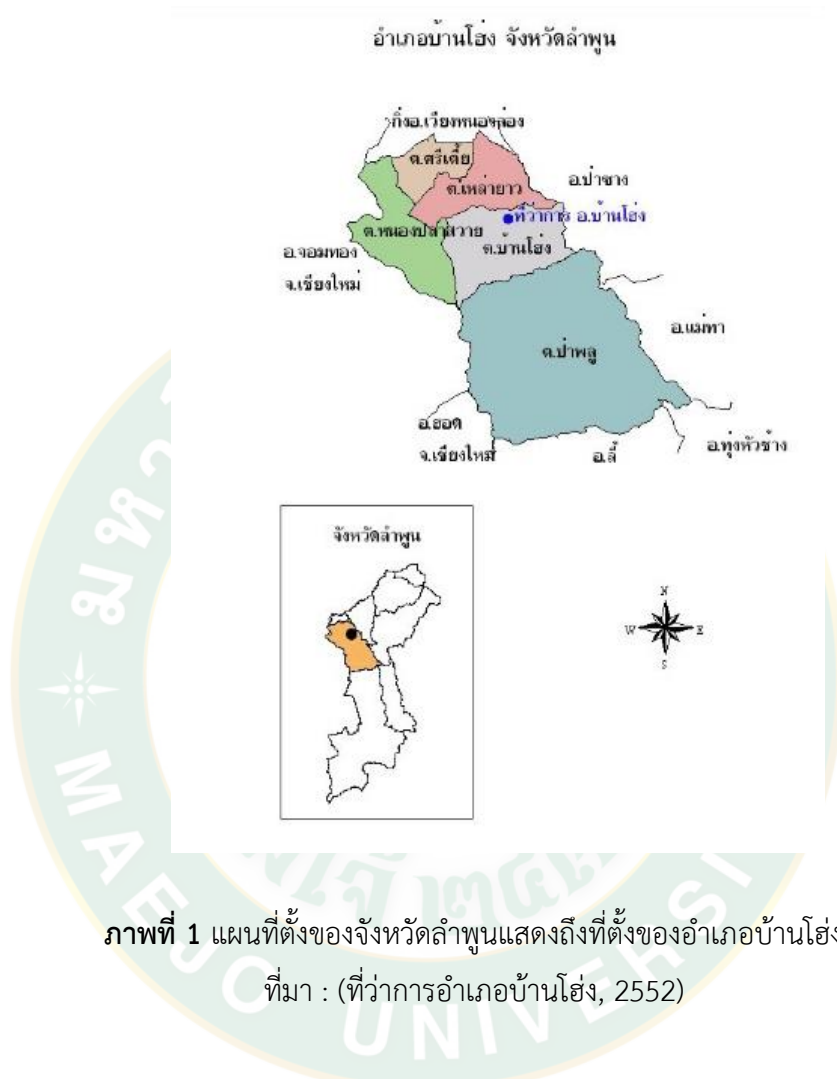 อำเภอบ้านโฮ่ง จังหวัดลำพูน
กิ่งอ.เวียงหนองล่อง
ต.ศรีเตี้ย
ต.เหล่ายาว
อ.ป่าซาง
ที่ว่าการ อ.บ้านโฮ่ง
ต.หนองปลาสวาย
อ.จอมทอง
จ.เชียงใหม่
ต.บ้านโฮ่ง
อ.แม่ทา
ต.ป่าพลู
อ.ฮอด
จ.เชียงใหม่
อ.ลี้
อ.ทุ่งหัวช้าง
จังหวัดลำพูน
N
W E
S
ภาพที่ 1 แผนที่ตั้งของจังหวัดลำพูนแสดงถึงที่ตั้งของอำเภอบ้านโฮ่ง
ที่มา : (ที่ว่าการอำเภอบ้านโฮ่ง, 2552)
MAEJO UNIVERSI